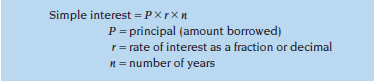 Simple interest = P × r × n
P = principal (amount borrowed)
r = rate of interest as a fraction or decimal
n = number of years